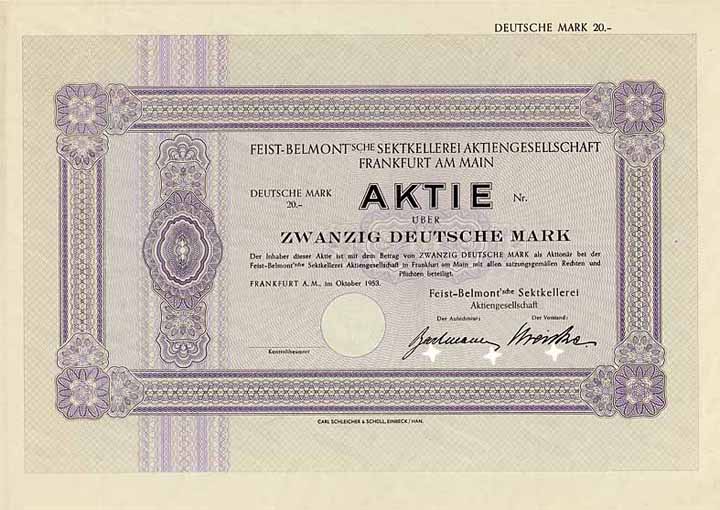 DEUTSCHE MARK 20.-
FEIST-BELMONT'SCHE SEKTKELLEREI AKTIENGESELLSCHAFT
FRANKFURT AM MAIN
DEUTSCHE MARK
20.-
AKTIE
Nr.
ÜBER
ZWANZIG DEUTSCHE MARK
Der Inhaber dieser Aktie ist mit dem Betrag von ZWANZIG DEUTSCHE MARK als Aktionär bei der
Feist-Belmont'sche Sektkellerei Aktiengesellschaft in Frankfurt am Main mit allen satzungsgemäßen Rechten und
Pflichten beteiligt.
FRANKFURT A.M., im Oktober 1953.
Feist-Belmont'sche Sektkellerei
Aktiengesellschaft
Der Aufsichtsrat: Der Vorstand:
Kontrollbeamter
CARL SCHLEICHER & SCHÜLL, EINBECK / HAN.